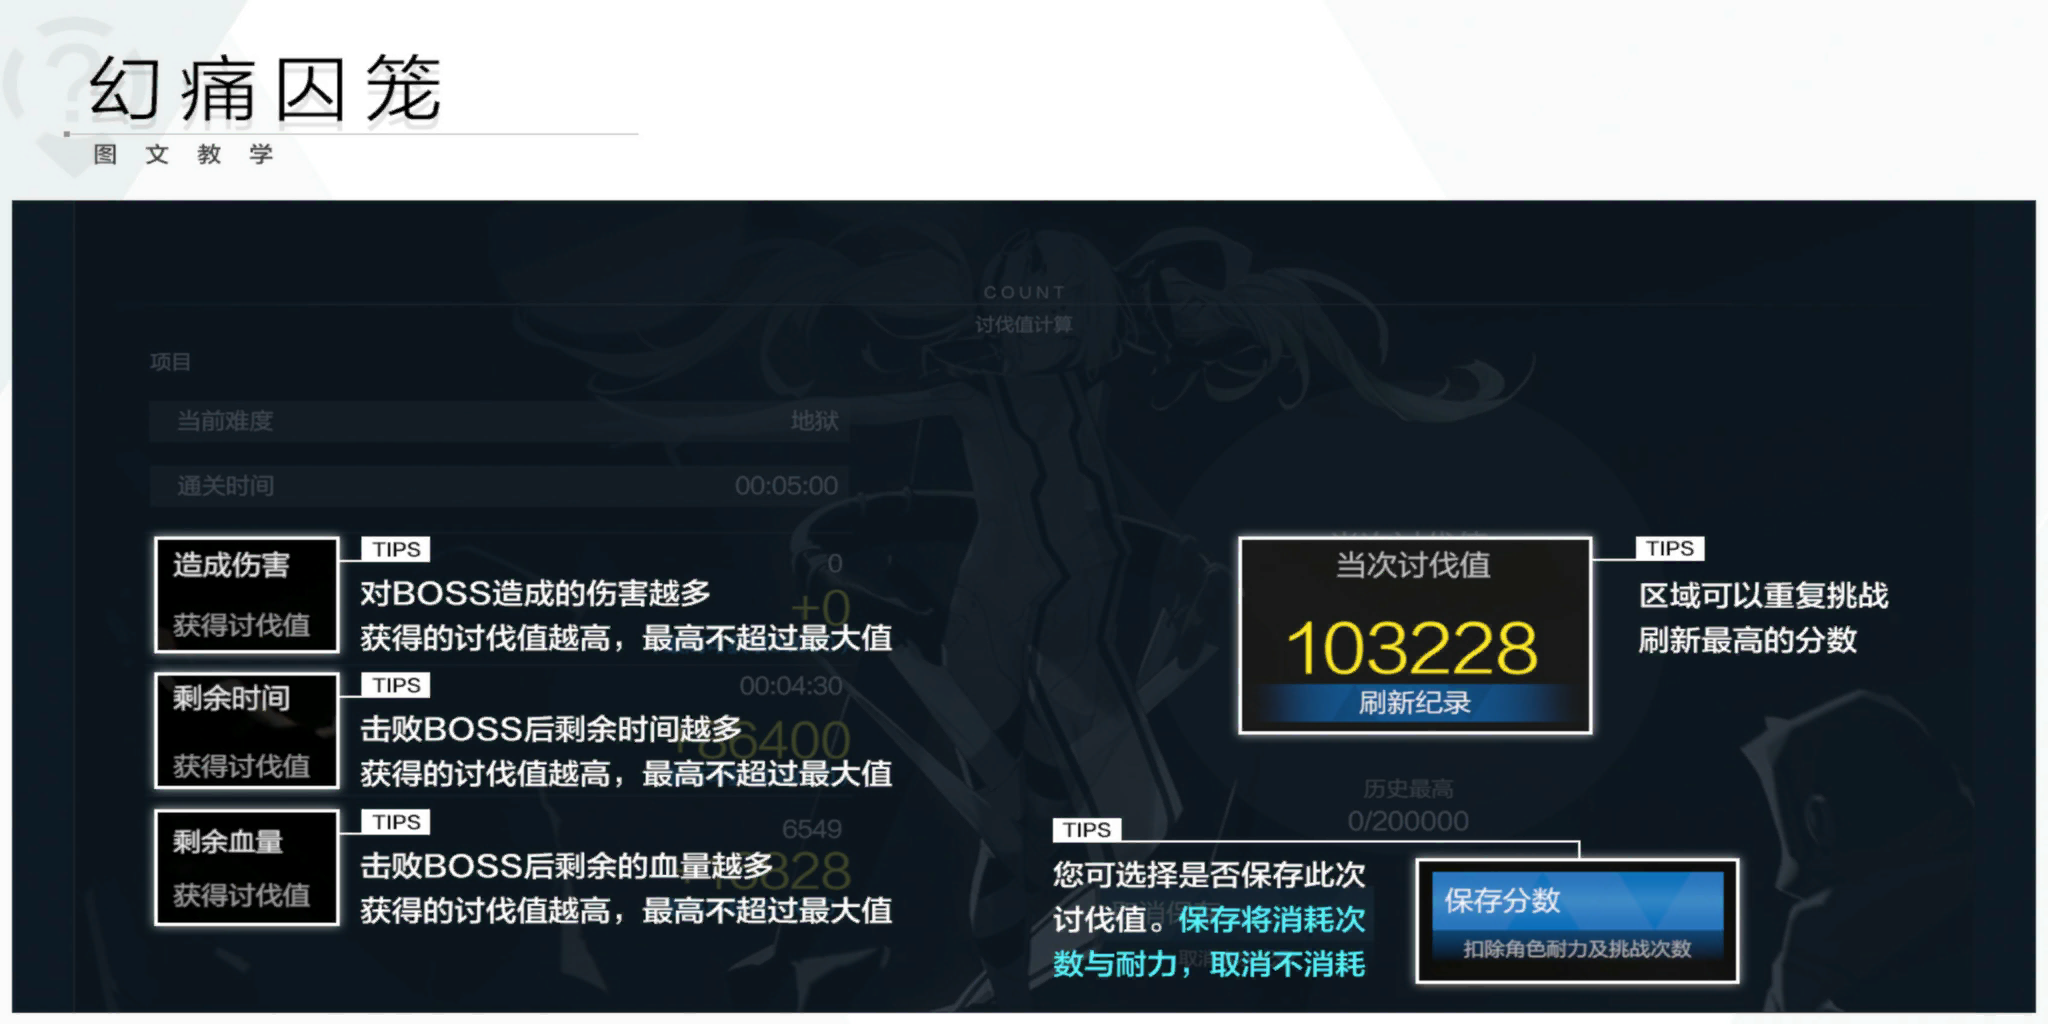 幻痛囚笼
图文教学
COUNT
讨伐值计算
项目
当前难度 地狱
通关时间 00:05:00
造成伤害
获得讨伐值
TIPS
对BOSS造成的伤害越多
获得的讨伐值越高，最高不超过最大值
0
+0
剩余时间
获得讨伐值
TIPS
00:04:30
击败BOSS后剩余时间越多
获得的讨伐值越高，最高不超过最大值
+86400
剩余血量
获得讨伐值
TIPS
6549
击败BOSS后剩余的血量越多
获得的讨伐值越高，最高不超过最大值
当次讨伐值
103228
刷新纪录
TIPS
区域可以重复挑战
刷新最高的分数
历史最高
0/200000
TIPS
您可选择是否保存此次
讨伐值。保存将消耗次
数与耐力，取消不消耗
保存分数
扣除角色耐力及挑战次数